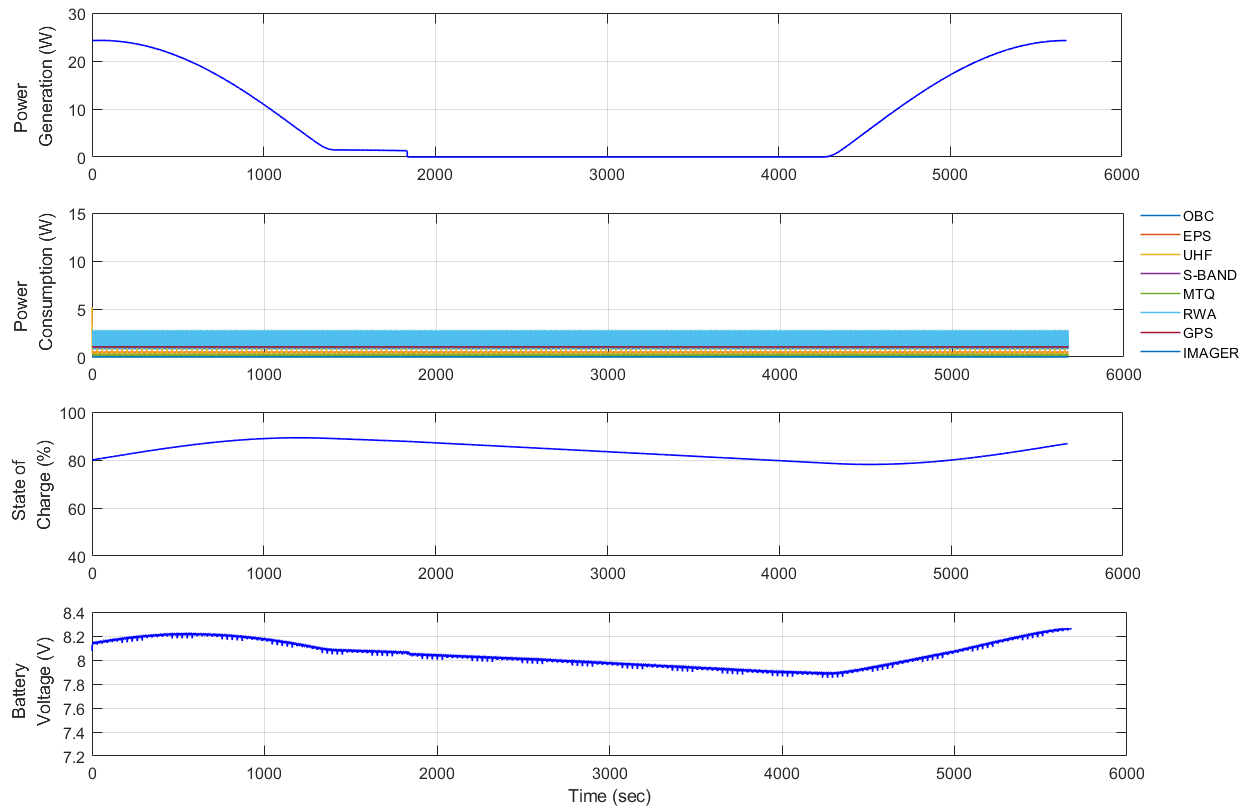 Power
Generation (W)
30
20
10
0
0 1000 2000 3000 4000 5000 6000
Power
Consumption (W)
15
10
5
0
0 1000 2000 3000 4000 5000 6000
OBC
EPS
UHF
S-BAND
MTQ
RWA
GPS
IMAGER
State of
Charge (%)
100
80
60
40
0 1000 2000 3000 4000 5000 6000
Battery
Voltage (V)
8.4
8.2
8
7.8
7.6
7.4
7.2
0 1000 2000 3000 4000 5000 6000
Time (sec)